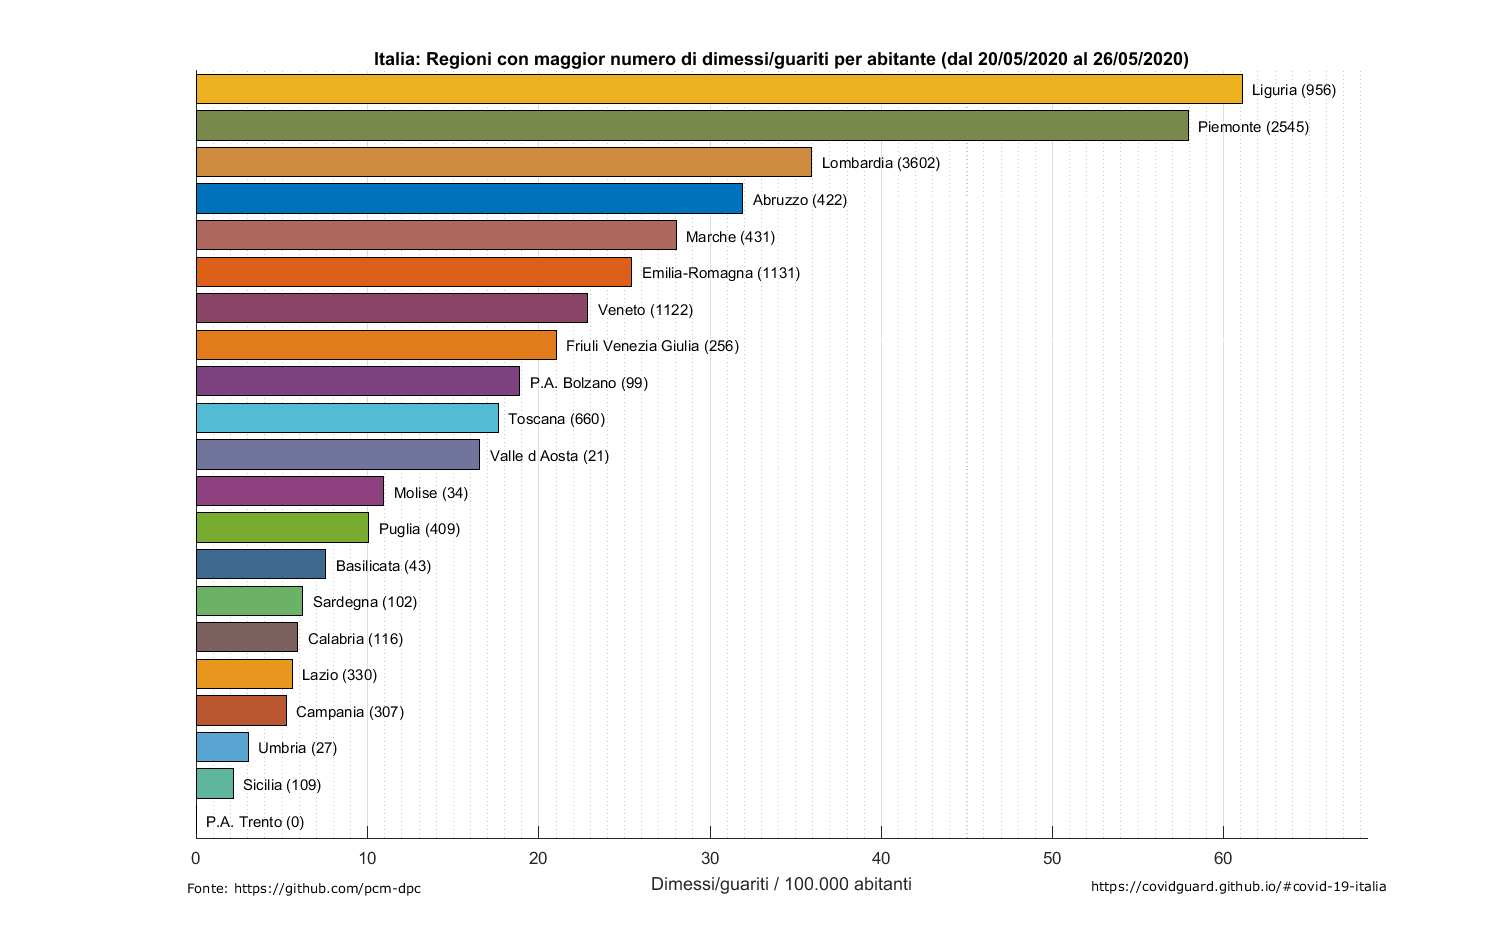 Italia: Regioni con maggior numero di dimessi/guariti per abitante (dal 20/05/2020 al 26/05/2020)
Liguria (956)
Piemonte (2545)
Lombardia (3602)
Abruzzo (422)
Marche (431)
Emilia-Romagna (1131)
Veneto (1122)
Friuli Venezia Giulia (256)
P.A. Bolzano (99)
Toscana (660)
Valle d Aosta (21)
Molise (34)
Puglia (409)
Basilicata (43)
Sardegna (102)
Calabria (116)
Lazio (330)
Campania (307)
Umbria (27)
Sicilia (109)
P.A. Trento (0)
0 10 20 30 40 50 60
Dimessi/guariti / 100.000 abitanti
Fonte: https://github.com/pcm-dpc
https://covidguard.github.io/#covid-19-italia